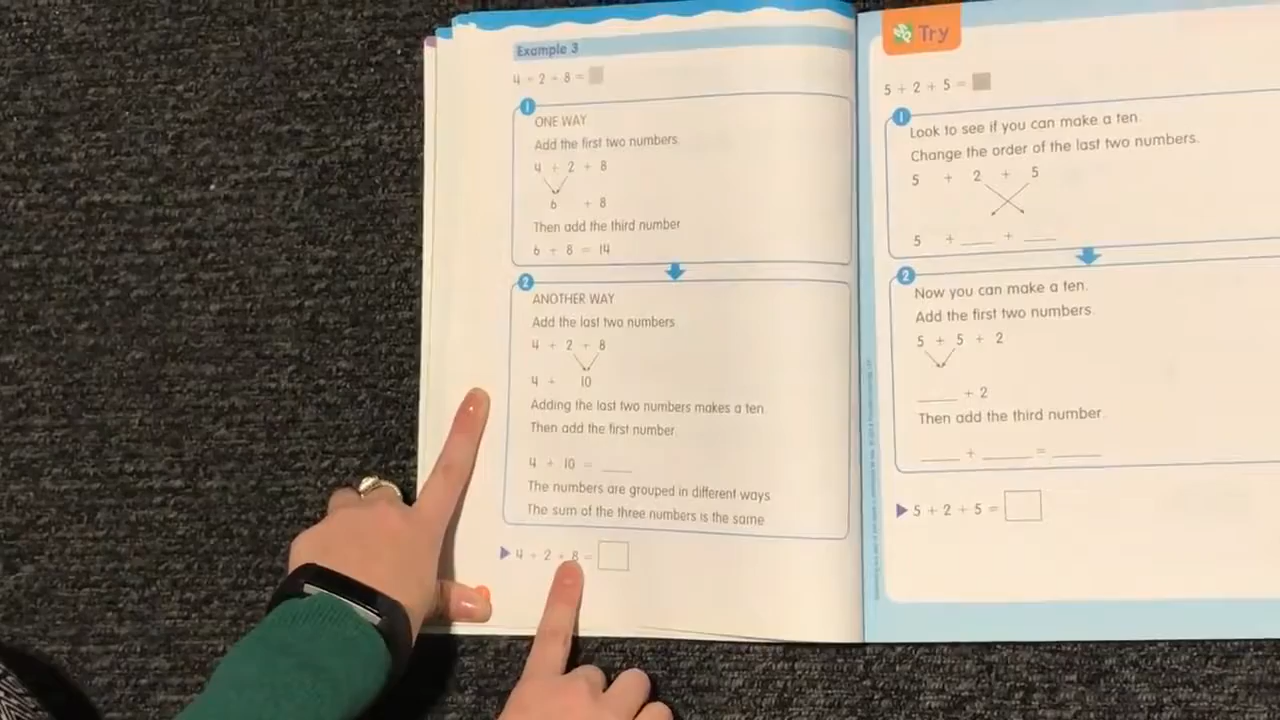 Example 3
4 + 2 + 8 =
1
ONE WAY
Add the first two numbers.
4 + 2 + 8
6 + 8
Then add the third number.
6 + 8 = 14
2
ANOTHER WAY
Add the last two numbers.
4 + 2 + 8
4 + 10
Adding the last two numbers makes a ten.
Then add the first number.
4 + 10 = ____
The numbers are grouped in different ways.
The sum of the three numbers is the same.
4 + 2 + 8 =
Try
5 + 2 + 5 =
1
Look to see if you can make a ten.
Change the order of the last two numbers.
5 + 2 + 5
5 + ____ + ____
2
Now you can make a ten.
Add the first two numbers.
5 + 5 + 2
____ + 2
Then add the third number.
____ + ____ = ____
5 + 2 + 5 =